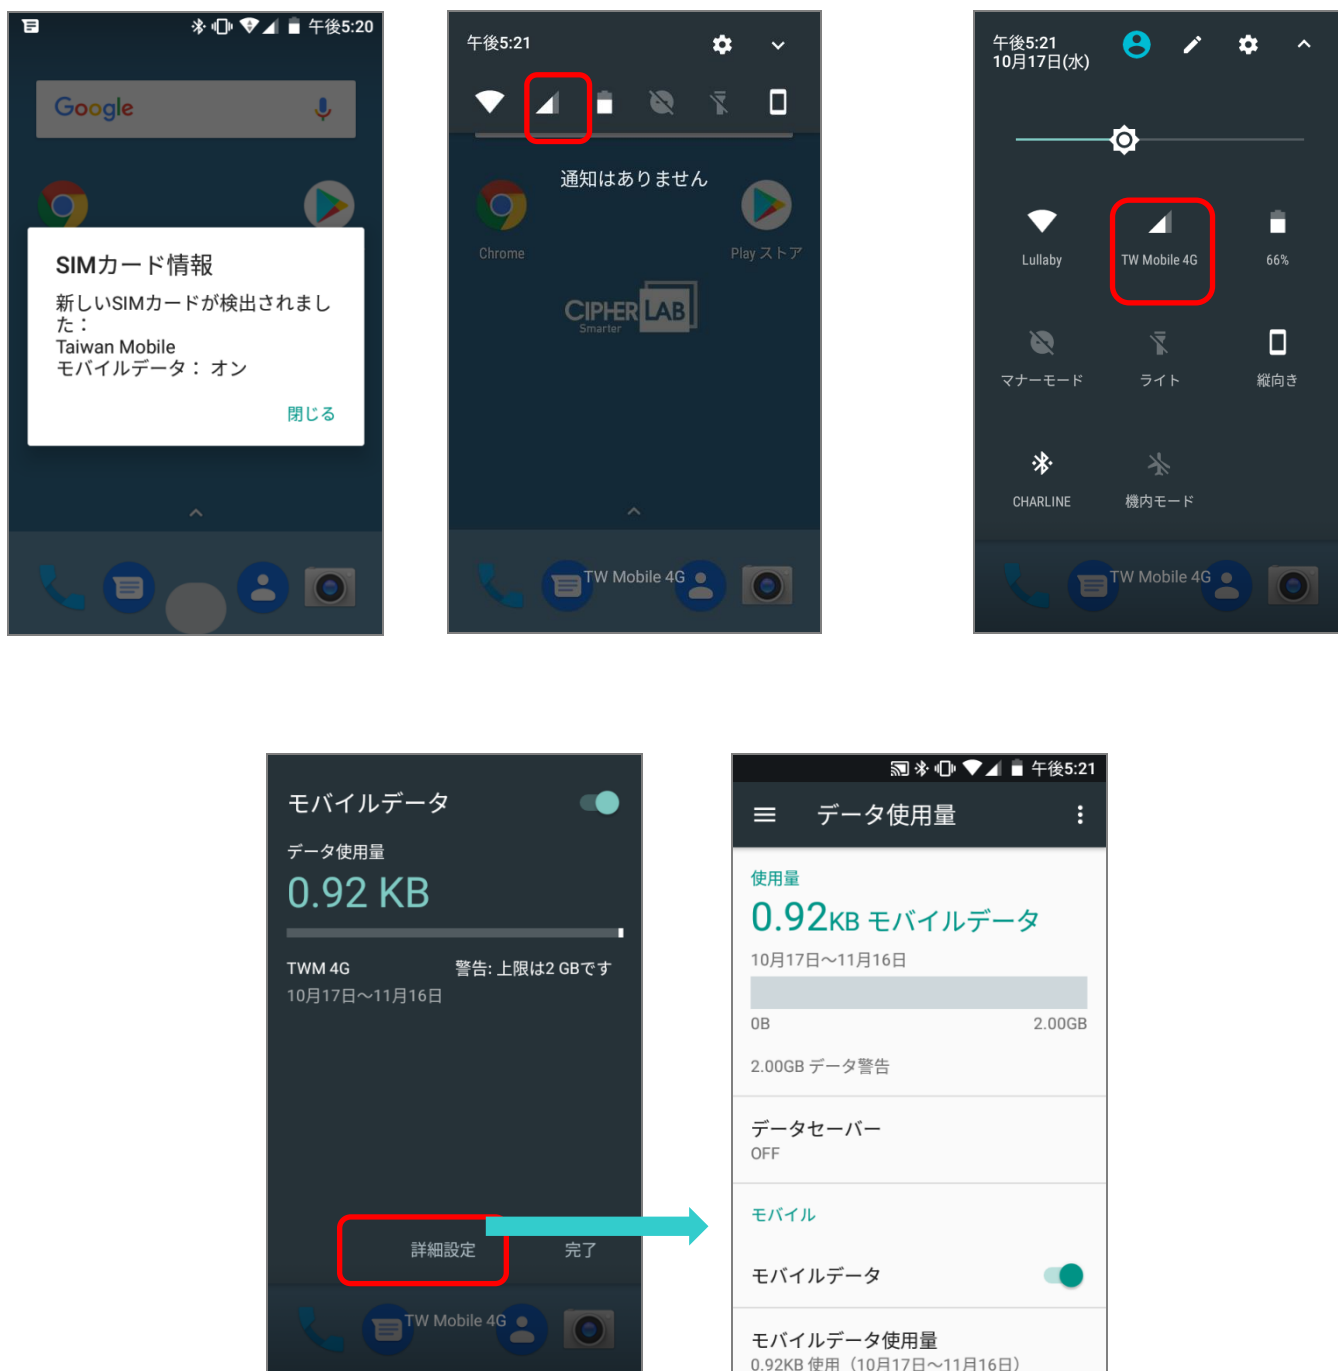 午後5:20
Google
SIMカード情報
新しいSIMカードが検出されまし
た：
Taiwan Mobile
モバイルデータ： オン
閉じる
午後5:21
通知はありません
Chrome
Play ストア
CIPHERLAB
Smarter
TW Mobile 4G
午後5:21
10月17日(水)
Lullaby
TW Mobile 4G
66%
マナーモード
ライト
縦向き
CHARLINE
機内モード
TW Mobile 4G
モバイルデータ
データ使用量
0.92 KB
TWM 4G
警告: 上限は2 GBです
10月17日～11月16日
詳細設定
完了
TW Mobile 4G
午後5:21
データ使用量
使用量
0.92KB モバイルデータ
10月17日～11月16日
0B
2.00GB
2.00GB データ警告
データセーバー
OFF
モバイル
モバイルデータ
モバイルデータ使用量
0.92KB 使用（10月17日～11月16日）